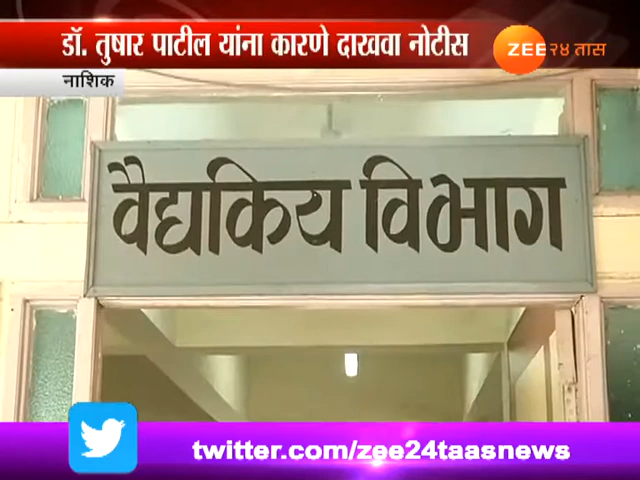 डॉ. तुषार पाटील यांना कारणे दाखवा नोटीस
ZEE २४ तास
नाशिक
वैद्यकिय विभाग
twitter.com/zee24taasnews